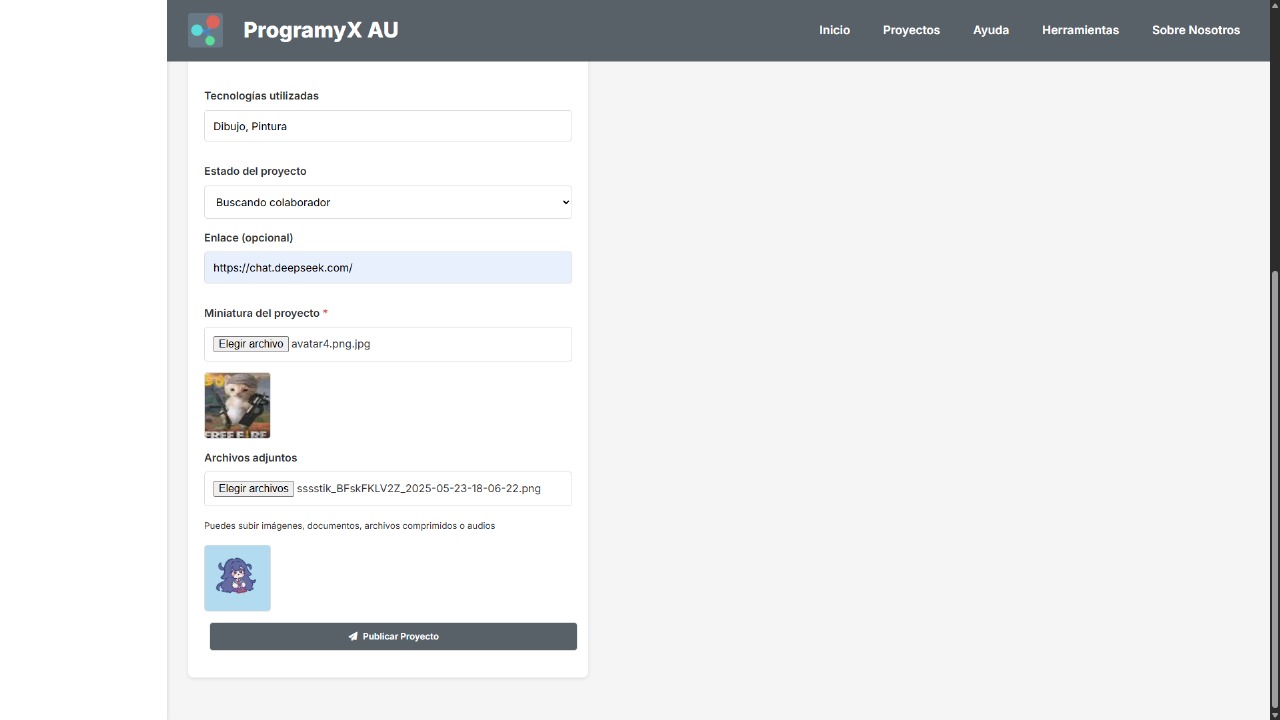 ProgramyX AU
Inicio Proyectos Ayuda Herramientas Sobre Nosotros
Tecnologías utilizadas
Dibujo, Pintura
Estado del proyecto
Buscando colaborador
Enlace (opcional)
https://chat.deepseek.com/
Miniatura del proyecto *
Elegir archivo avatar4.png.jpg
FREE FIRE
Archivos adjuntos
Elegir archivos sssstik_BFskFKLV2Z_2025-05-23-18-06-22.png
Puedes subir imágenes, documentos, archivos comprimidos o audios
Publicar Proyecto